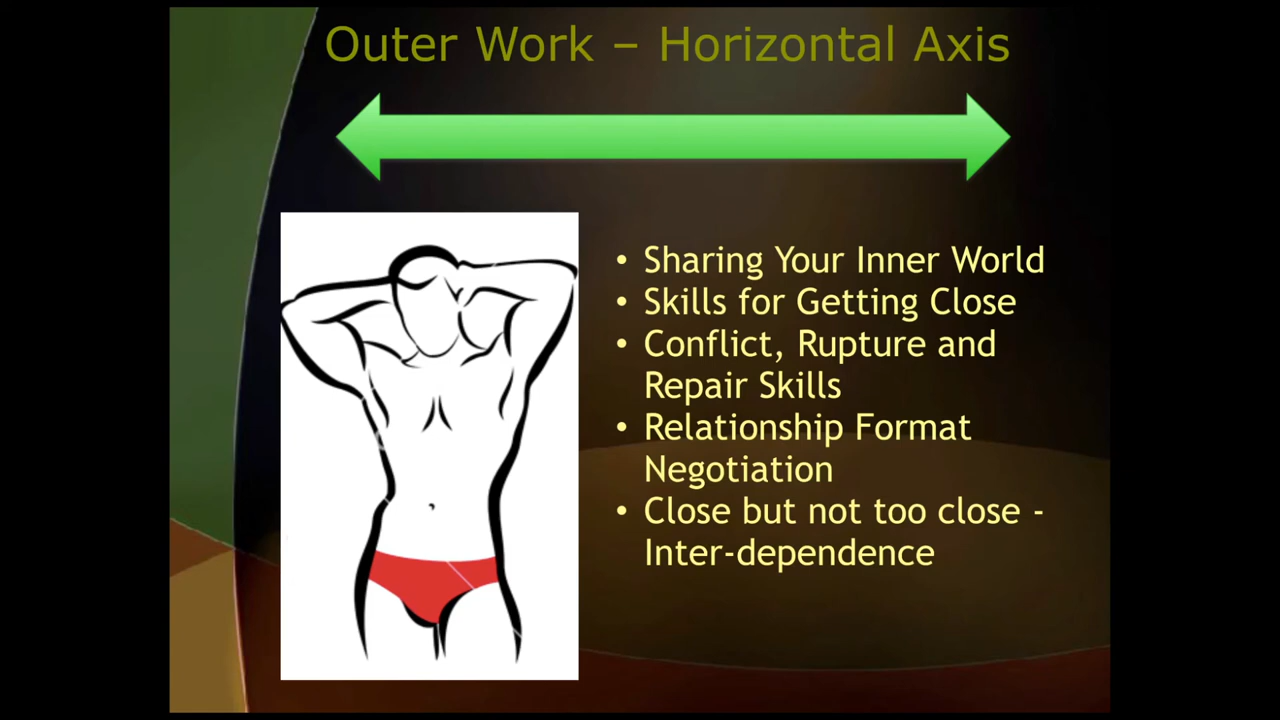 Outer Work – Horizontal Axis
• Sharing Your Inner World
• Skills for Getting Close
• Conflict, Rupture and
Repair Skills
• Relationship Format
Negotiation
• Close but not too close -
Inter-dependence